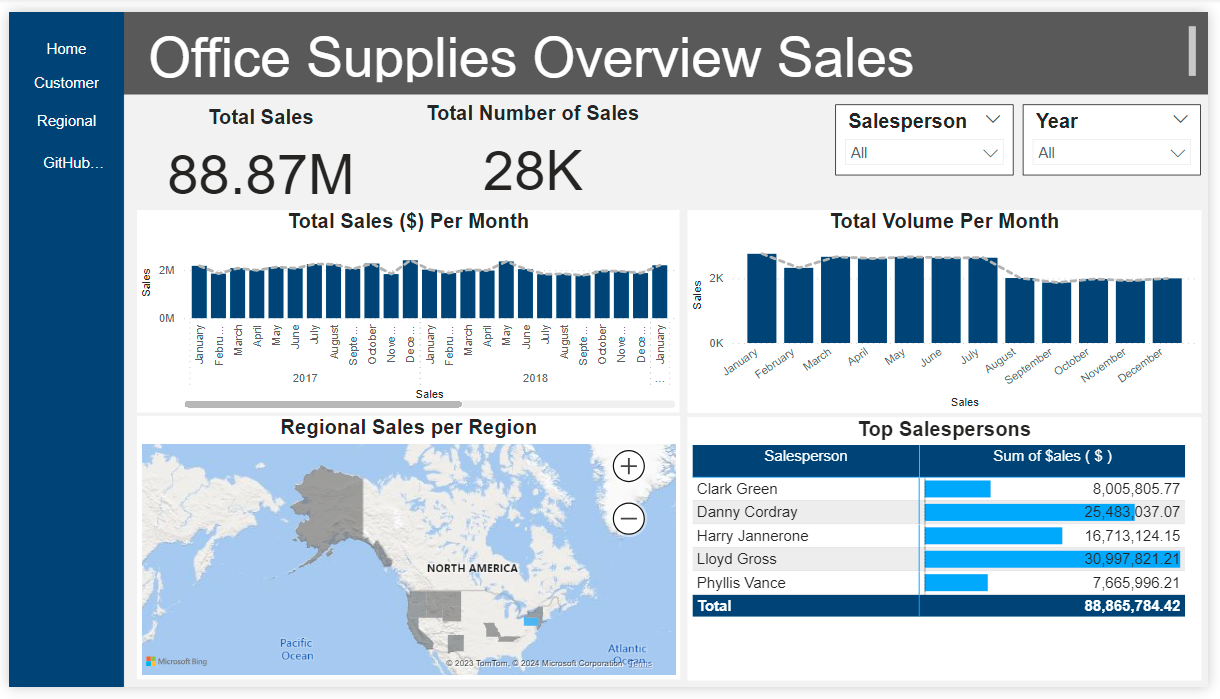 Home
Customer
Regional
GitHub...
Office Supplies Overview Sales
Total Sales
88.87M
Total Number of Sales
28K
Salesperson
All
Year
All
Total Sales ($) Per Month
Sales
2M
0M
January
Febru...
March
April
May
June
July
August
Septe...
October
Nove...
Dece...
January
Febru...
March
April
May
June
July
August
Septe...
October
Nove...
Dece...
January
2017
2018
...
Sales
Total Volume Per Month
Sales
2K
0K
January
February
March
April
May
June
July
August
September
October
November
December
Sales
Regional Sales per Region
NORTH AMERICA
Pacific
Ocean
Atlantic
Ocean
Microsoft Bing
© 2023 TomTom, © 2024 Microsoft Corporation Terms
Top Salespersons
Salesperson Sum of $ales ( $ )
Clark Green 8,005,805.77
Danny Cordray 25,483,037.07
Harry Jannerone 16,713,124.15
Lloyd Gross 30,997,821.21
Phyllis Vance 7,665,996.21
Total 88,865,784.42